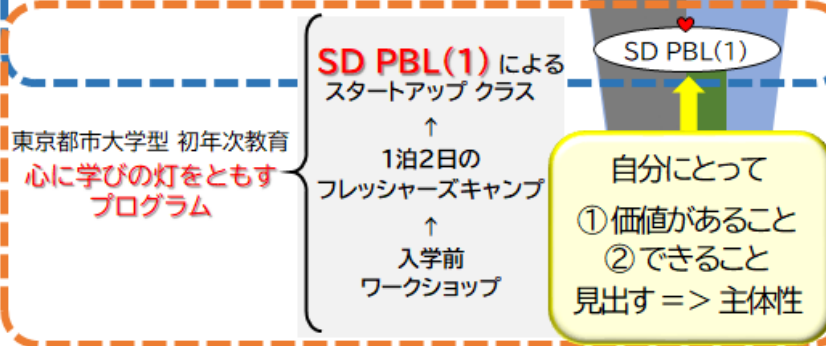 東京都市大学型 初年次教育
心に学びの灯をともす
プログラム
SD PBL(1) による
スタートアップ クラス
↑
1泊2日の
フレッシャーズキャンプ
↑
入学前
ワークショップ
SD PBL(1)
自分にとって
① 価値があること
② できること
見出す => 主体性